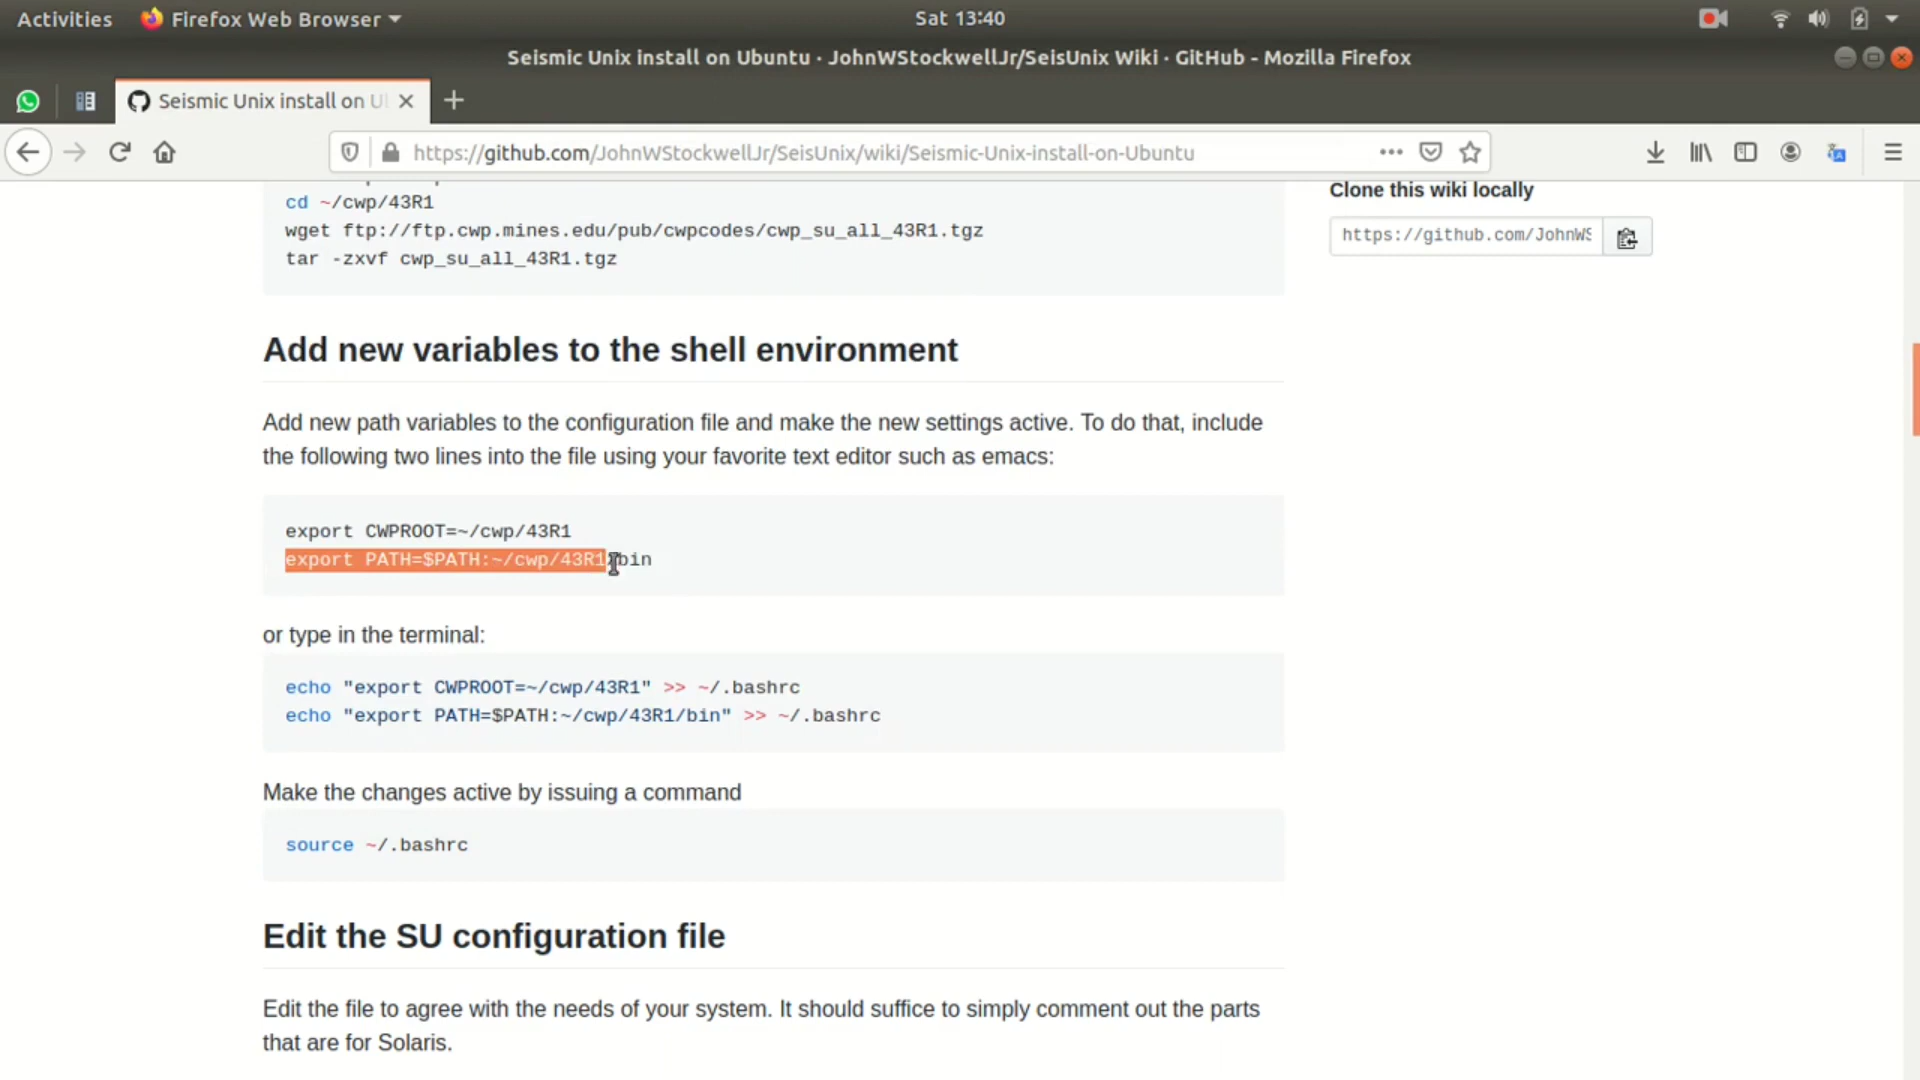 Activities Firefox Web Browser Sat 13:40
Seismic Unix install on Ubuntu · JohnWStockwellJr/SeisUnix Wiki · GitHub - Mozilla Firefox
Seismic Unix install on U
https://github.com/JohnWStockwellJr/SeisUnix/wiki/Seismic-Unix-install-on-Ubuntu
Clone this wiki locally
https://github.com/JohnWS
cd ~/cwp/43R1
wget ftp://ftp.cwp.mines.edu/pub/cwpcodes/cwp_su_all_43R1.tgz
tar -zxvf cwp_su_all_43R1.tgz
Add new variables to the shell environment
Add new path variables to the configuration file and make the new settings active. To do that, include
the following two lines into the file using your favorite text editor such as emacs:
export CWPROOT=~/cwp/43R1
export PATH=$PATH:~/cwp/43R1/bin
or type in the terminal:
echo "export CWPROOT=~/cwp/43R1" >> ~/.bashrc
echo "export PATH=$PATH:~/cwp/43R1/bin" >> ~/.bashrc
Make the changes active by issuing a command
source ~/.bashrc
Edit the SU configuration file
Edit the file to agree with the needs of your system. It should suffice to simply comment out the parts
that are for Solaris.